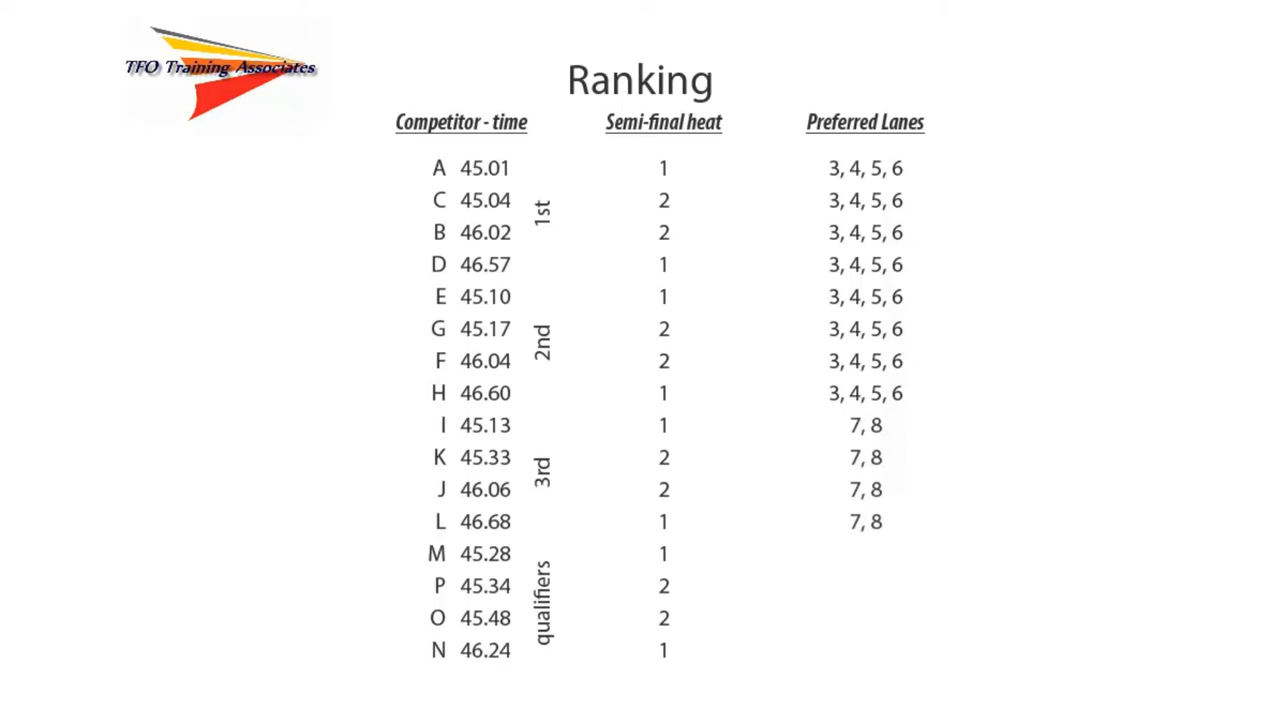 TFO Training Associates
Ranking
Competitor - time Semi-final heat Preferred Lanes
A 45.01 1 3, 4, 5, 6
C 45.04 2 3, 4, 5, 6
1st
B 46.02 2 3, 4, 5, 6
D 46.57 1 3, 4, 5, 6
E 45.10 1 3, 4, 5, 6
G 45.17 2 3, 4, 5, 6
2nd
F 46.04 2 3, 4, 5, 6
H 46.60 1 3, 4, 5, 6
I 45.13 1 7, 8
K 45.33 2 7, 8
3rd
J 46.06 2 7, 8
L 46.68 1 7, 8
M 45.28 1
P 45.34 2
qualifiers
O 45.48 2
N 46.24 1